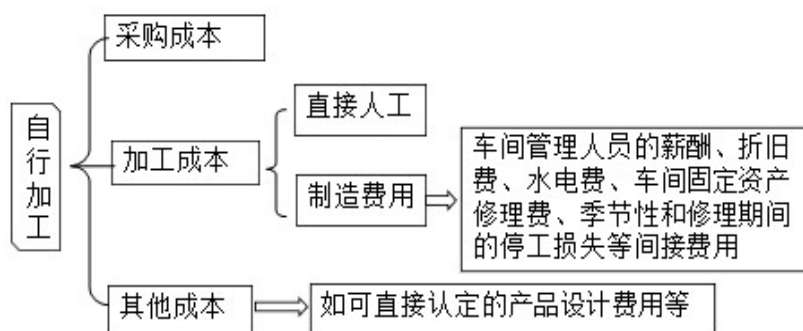 自行加工
采购成本
加工成本
直接人工
制造费用
车间管理人员的薪酬、折旧
费、水电费、车间固定资产
修理费、季节性和修理期间
的停工损失等间接费用
其他成本
如可直接认定的产品设计费用等